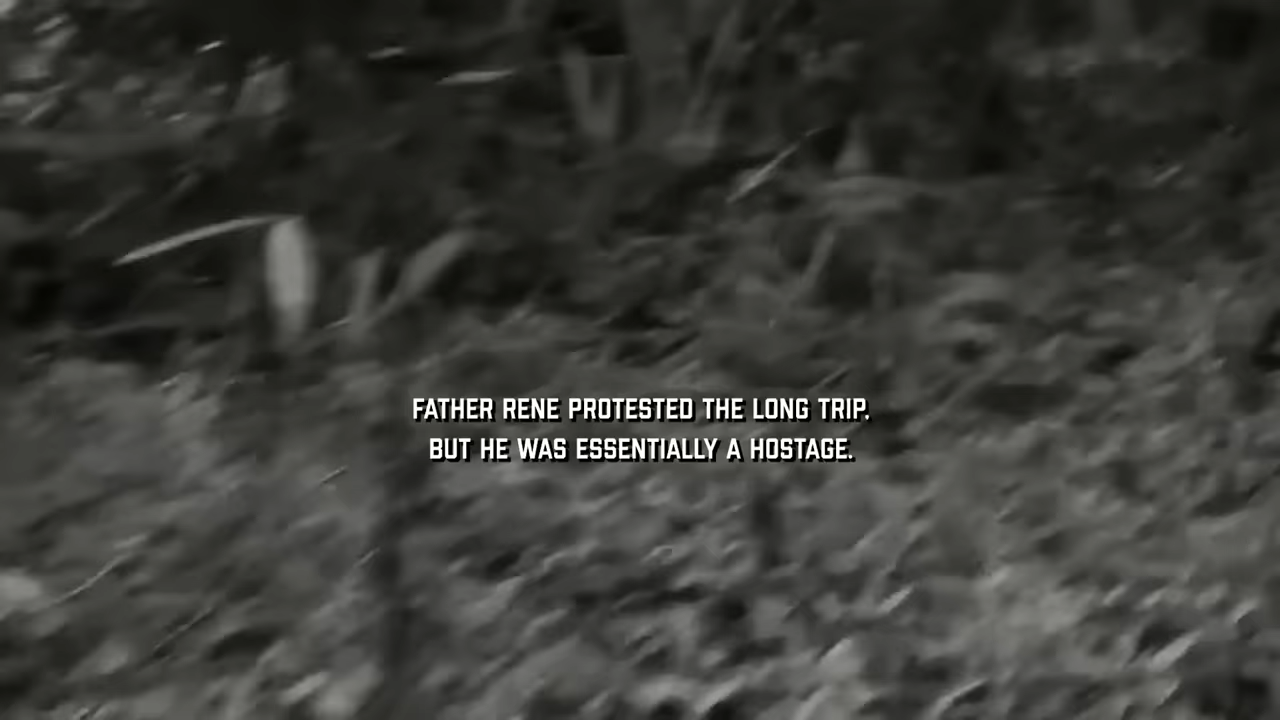 FATHER RENE PROTESTED THE LONG TRIP,
BUT HE WAS ESSENTIALLY A HOSTAGE.